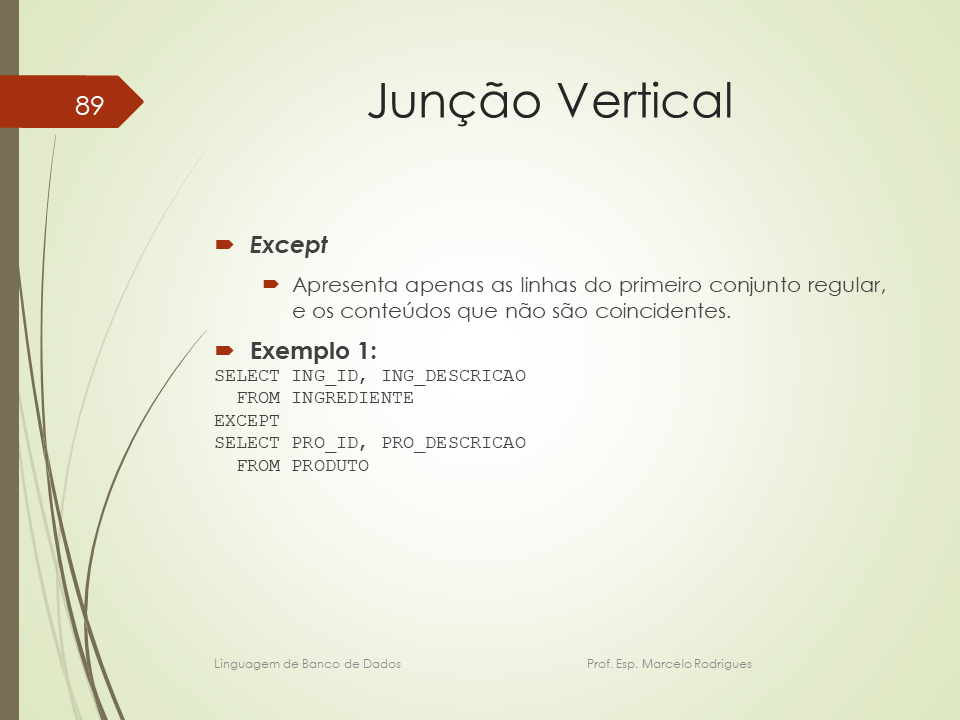 89
Junção Vertical
Except
Apresenta apenas as linhas do primeiro conjunto regular,
e os conteúdos que não são coincidentes.
Exemplo 1:
SELECT ING_ID, ING_DESCRICAO
  FROM INGREDIENTE
EXCEPT
SELECT PRO_ID, PRO_DESCRICAO
  FROM PRODUTO
Linguagem de Banco de Dados Prof. Esp. Marcelo Rodrigues